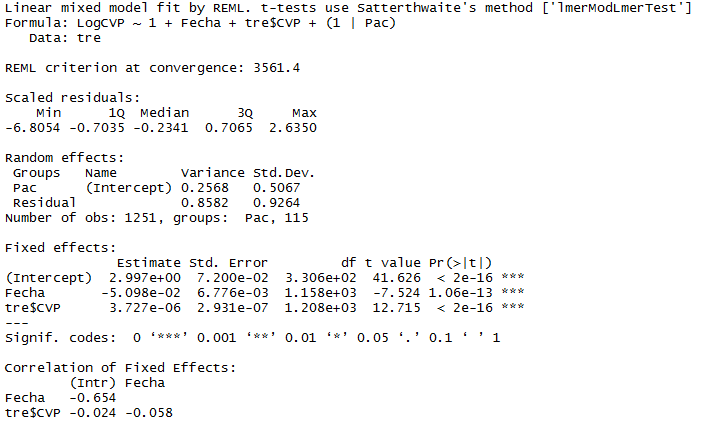 Linear mixed model fit by REML. t-tests use Satterthwaite's method ['lmerModLmerTest']
Formula: LogCVP ~ 1 + Fecha + tre$CVP + (1 | Pac)
   Data: tre

REML criterion at convergence: 3561.4

Scaled residuals:
    Min      1Q  Median      3Q     Max
-6.8054 -0.7035 -0.2341  0.7065  2.6350

Random effects:
 Groups   Name        Variance Std.Dev.
 Pac      (Intercept) 0.2568   0.5067
 Residual             0.8582   0.9264
Number of obs: 1251, groups:  Pac, 115

Fixed effects:
              Estimate Std. Error         df t value Pr(>|t|)
(Intercept)  2.997e+00  7.200e-02  3.306e+02  41.626  < 2e-16 ***
Fecha       -5.098e-02  6.776e-03  1.158e+03  -7.524 1.06e-13 ***
tre$CVP      3.727e-06  2.931e-07  1.208e+03  12.715  < 2e-16 ***
---
Signif. codes:  0 ‘***’ 0.001 ‘**’ 0.01 ‘*’ 0.05 ‘.’ 0.1 ‘ ’ 1

Correlation of Fixed Effects:
        (Intr) Fecha
Fecha   -0.654
tre$CVP -0.024 -0.058